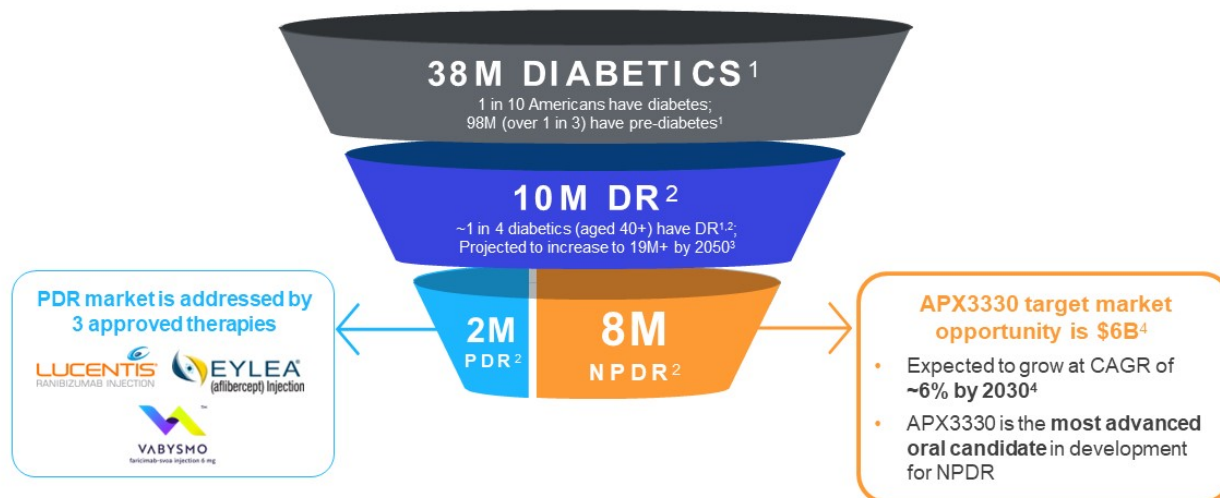 38M DIABETICS¹
1 in 10 Americans have diabetes;
98M (over 1 in 3) have pre-diabetes¹
10M DR²
~1 in 4 diabetics (aged 40+) have DR¹˒²;
Projected to increase to 19M+ by 2050³
PDR market is addressed by
3 approved therapies
LUCENTIS
RANIBIZUMAB INJECTION
EYLEA®
(aflibercept) Injection
VABYSMO™
faricimab-svoa injection 6 mg
2M
PDR²
8M
NPDR²
APX3330 target market
opportunity is $6B⁴
• Expected to grow at CAGR of
~6% by 2030⁴
• APX3330 is the most advanced
oral candidate in development
for NPDR